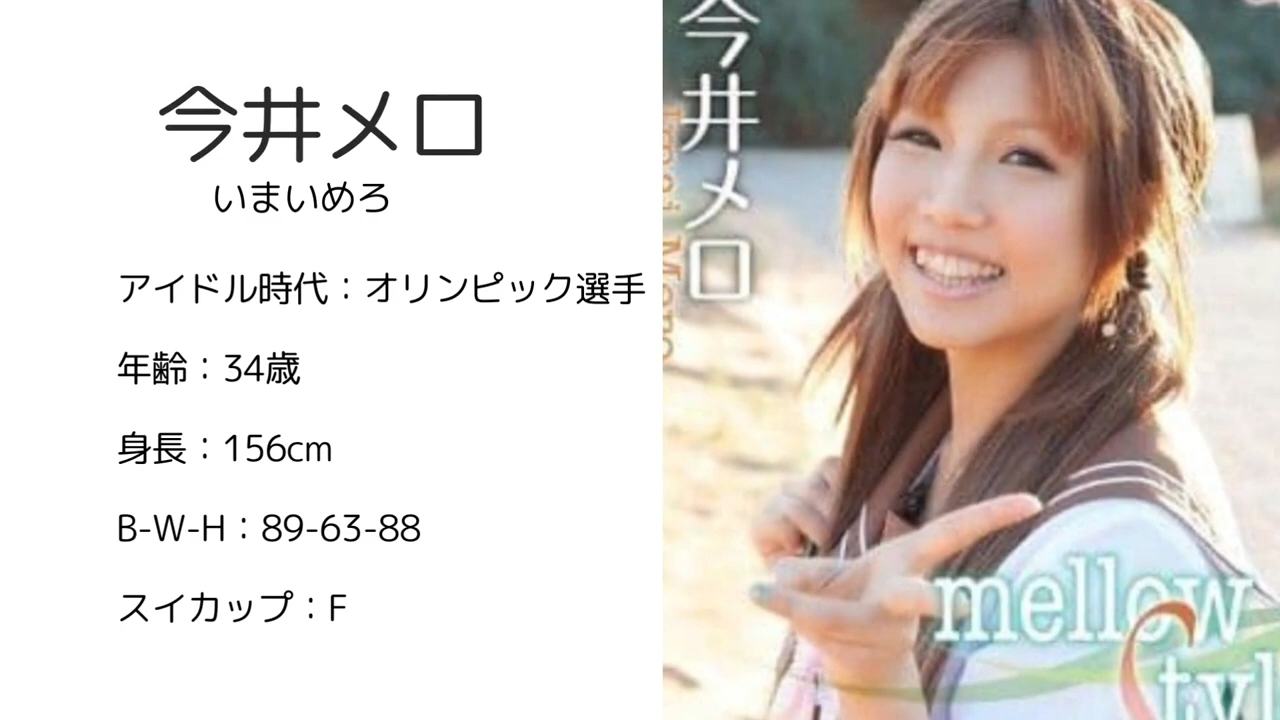 今井メロ
いまいめろ
アイドル時代：オリンピック選手
年齢：34歳
身長：156cm
B-W-H：89-63-88
スイカップ：F
今井メロ
mellow
Styl